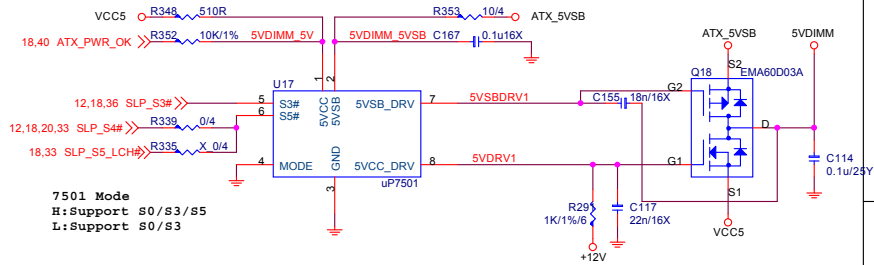 VCC5 R348 510R
R353 10/4 ATX_5VSB
18,40 ATX_PWR_OK R352 10K/1% 5VDIMM_5V
5VDIMM_5VSB C167 0.1u16X
ATX_5VSB 5VDIMM
U17
1 2
5VCC 5VSB
S2
Q18 EMA60D03A
12,18,36 SLP_S3# 5 S3#
6 S5#
5VSB_DRV 7 5VSBDRV1
C155 18n/16X
G2
12,18,20,33 SLP_S4# R339 0/4
D
18,33 SLP_S5_LCH# R335 X_0/4
4 MODE
GND
3
5VCC_DRV 8 5VDRV1
uP7501
G1
S1
C114
0.1u/25Y
7501 Mode
H:Support S0/S3/S5
L:Support S0/S3
R29
1K/1%/6
C117
22n/16X
VCC5
+12V